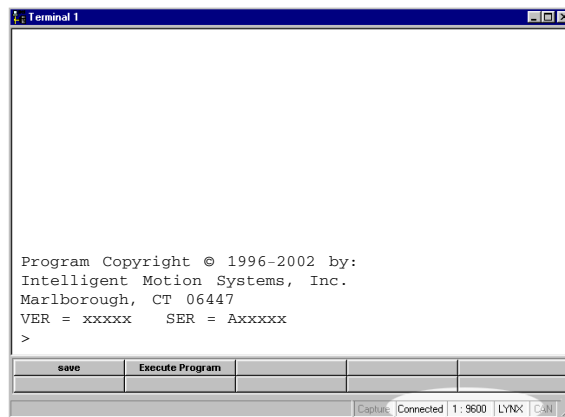 Terminal 1
Program Copyright © 1996-2002 by:
Intelligent Motion Systems, Inc.
Marlborough, CT 06447
VER = xxxxx SER = Axxxxx
>
save Execute Program
Capture Connected 1 : 9600 LYNX CAN